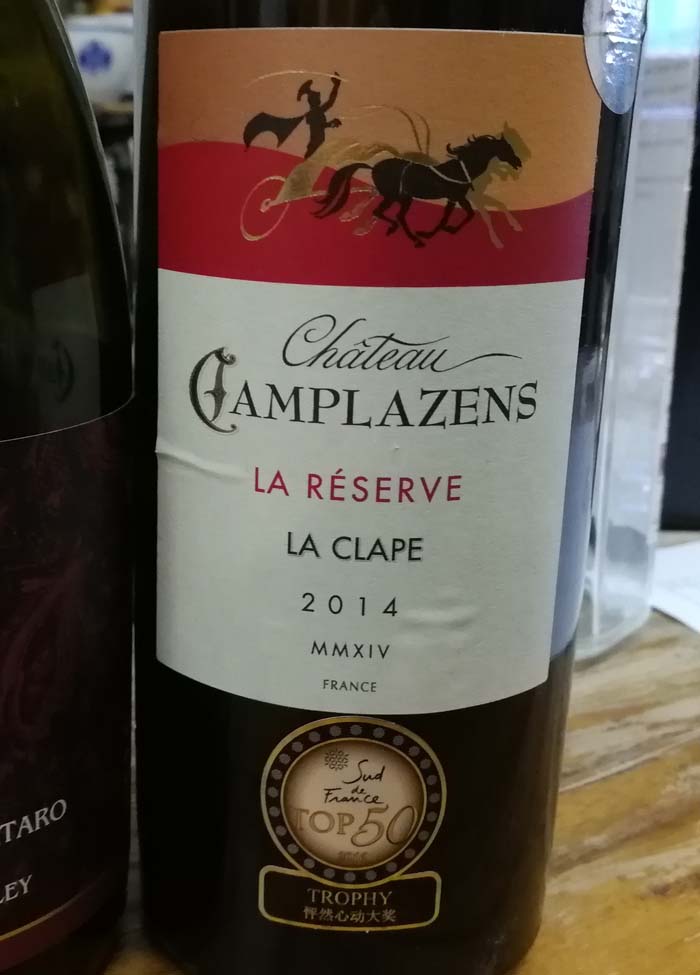 Château
CAMPLAZENS
LA RÉSERVE
LA CLAPE
2014
MMXIV
FRANCE
Sud
de
France
TOP 50
TROPHY
怦然心动大奖
TARO
LEY